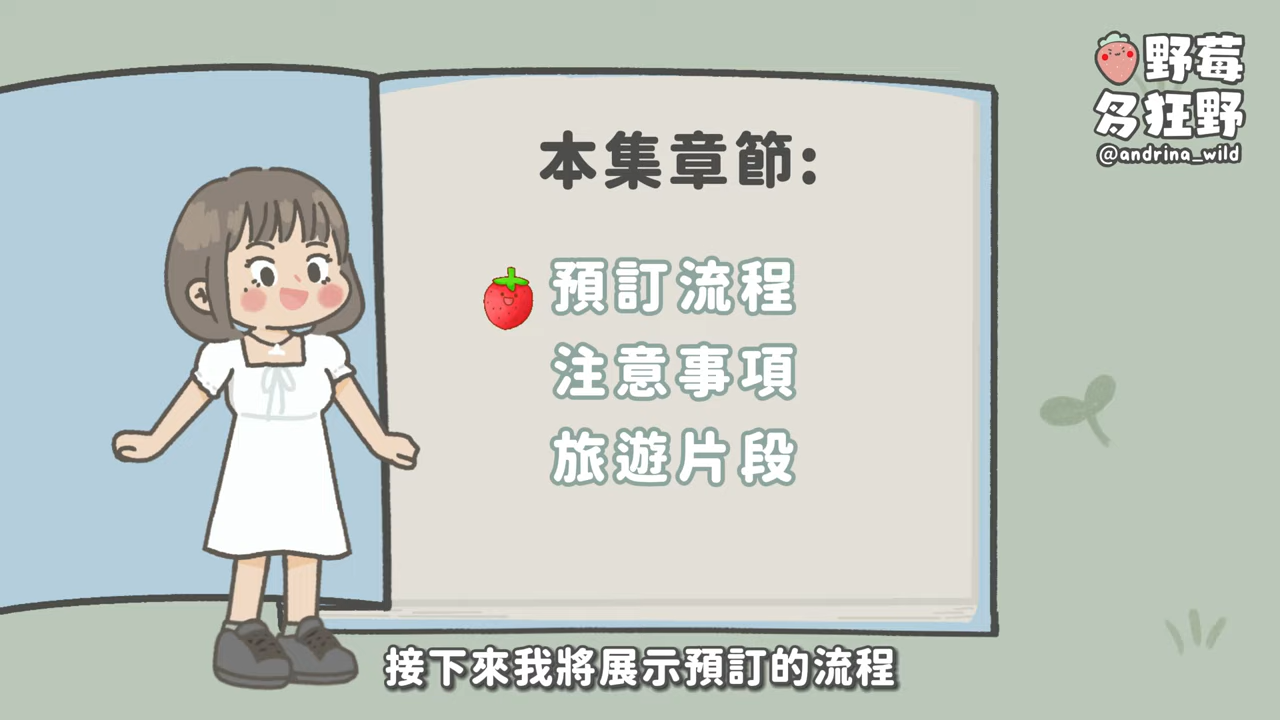 野莓
多狂野
@andrina_wild
本集章節:
預訂流程
注意事項
旅遊片段
接下來我將展示預訂的流程